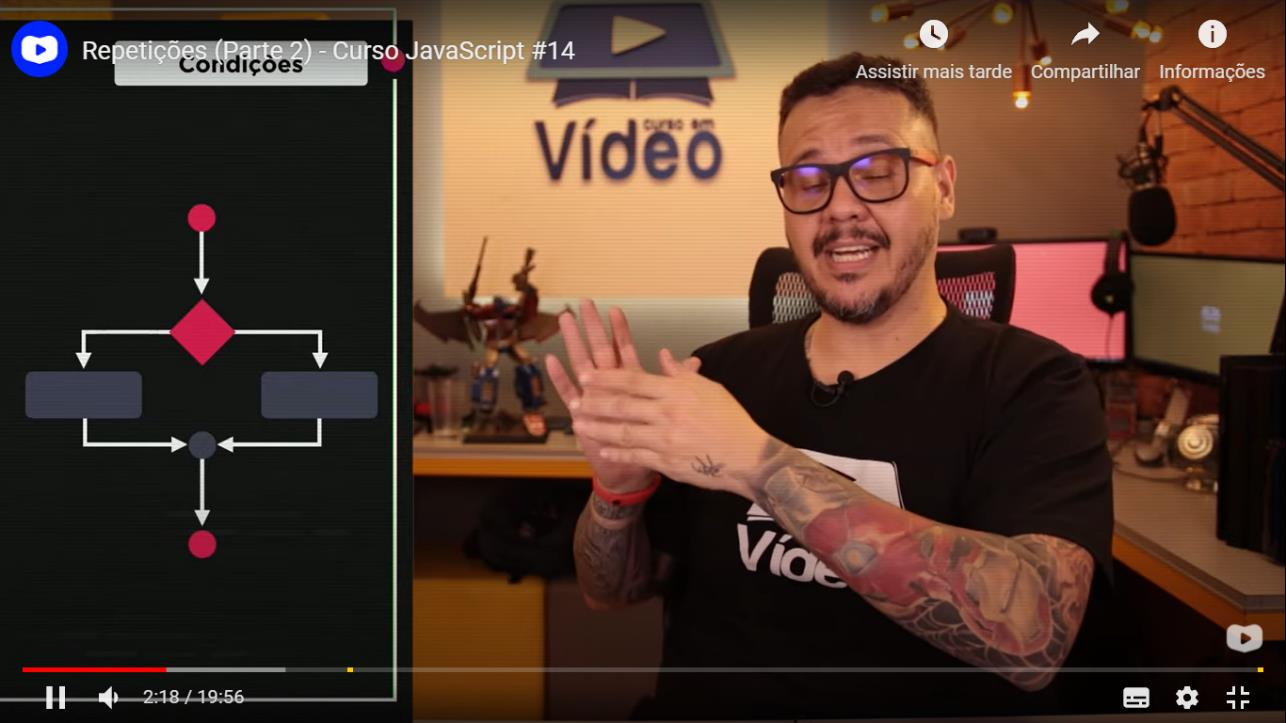 Repetições (Parte 2) - Curso JavaScript #14
Condições
Assistir mais tarde
Compartilhar
Informações
curso em
Vídeo
Víde
2:18 / 19:56